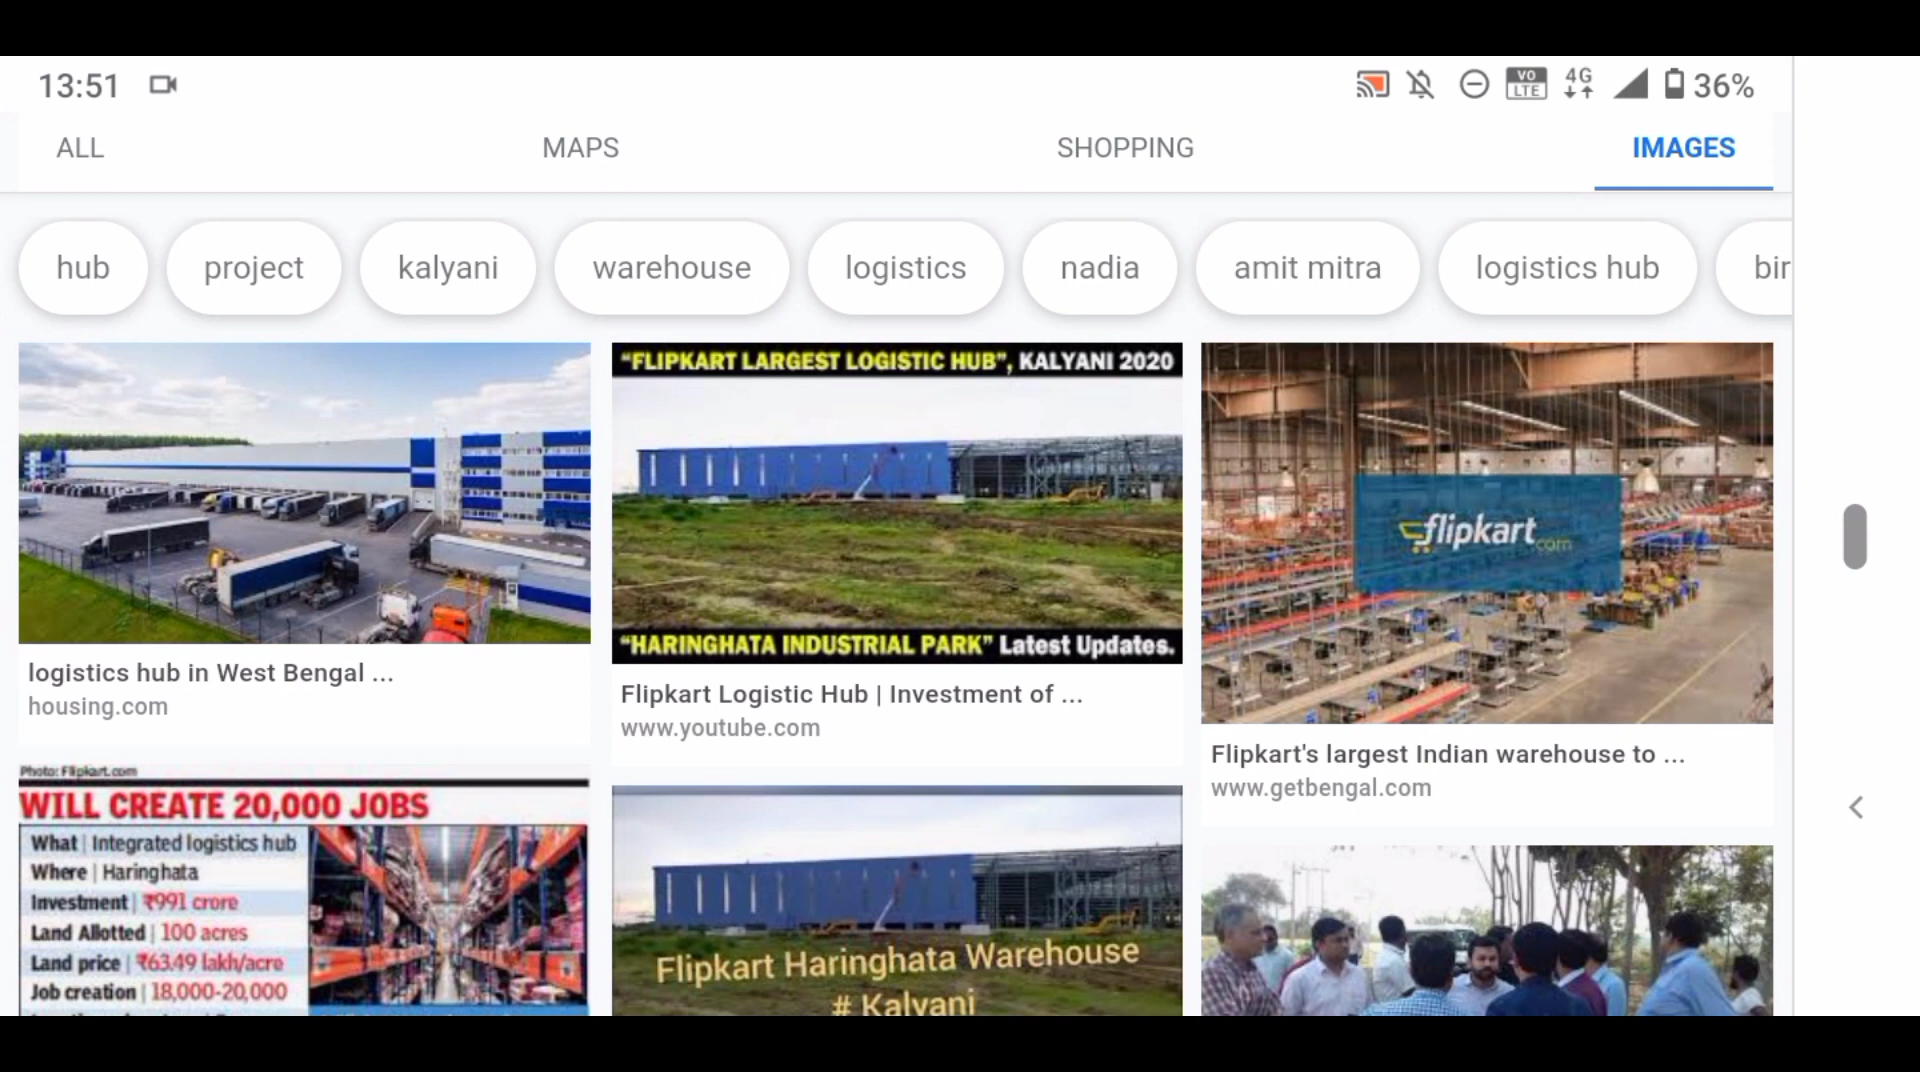 13:51
VO LTE 4G 36%
ALL MAPS SHOPPING IMAGES
hub project kalyani warehouse logistics nadia amit mitra logistics hub bir
logistics hub in West Bengal ...
housing.com
"FLIPKART LARGEST LOGISTIC HUB", KALYANI 2020
"HARINGHATA INDUSTRIAL PARK" Latest Updates.
Flipkart Logistic Hub | Investment of ...
www.youtube.com
flipkart.com
Flipkart's largest Indian warehouse to ...
www.getbengal.com
Photo: Flipkart.com
WILL CREATE 20,000 JOBS
What | Integrated logistics hub
Where | Haringhata
Investment | ₹991 crore
Land Allotted | 100 acres
Land price | ₹63.49 lakh/acre
Job creation | 18,000-20,000
Flipkart Haringhata Warehouse
# Kalyani